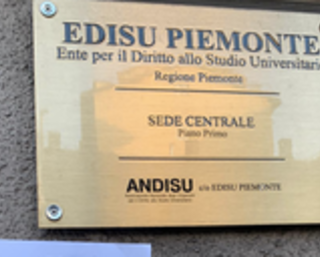 EDISU PIEMONTE
Ente per il Diritto allo Studio Universitario
Regione Piemonte
SEDE CENTRALE
Piano Primo
ANDISU c/o EDISU PIEMONTE